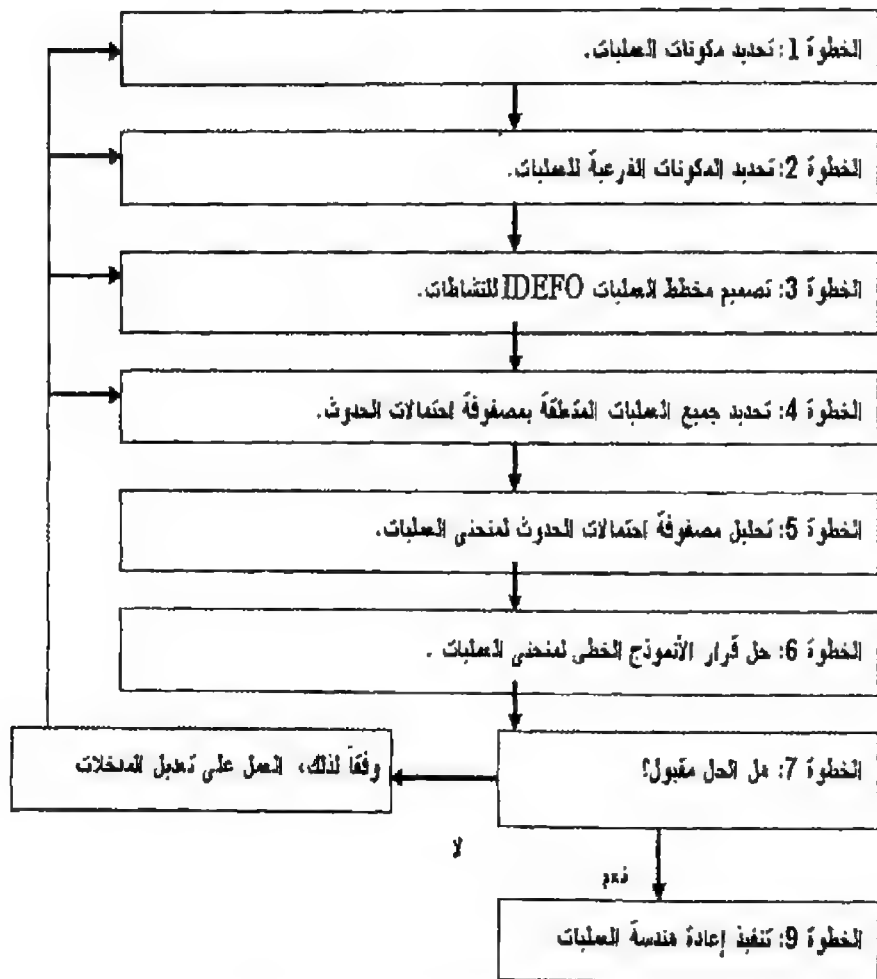 الخطوة 1: تحديد مكونات العمليات.
الخطوة 2: تحديد المكونات الفرعية للعمليات.
الخطوة 3: تصميم مخطط العمليات IDEFO للنشاطات.
الخطوة 4: تحديد جميع العمليات المتعلقة بمصفوفة احتمالات الحدوث.
الخطوة 5: تحليل مصفوفة احتمالات الحدوث لمنحنى العمليات.
الخطوة 6: حل قرار الأنموذج الخطي لمنحنى العمليات .
الخطوة 7: هل الحل مقبول؟
وفقاً لذلك، العمل على تعديل المدخلات
لا
نعم
الخطوة 9: تنفيذ إعادة هندسة العمليات